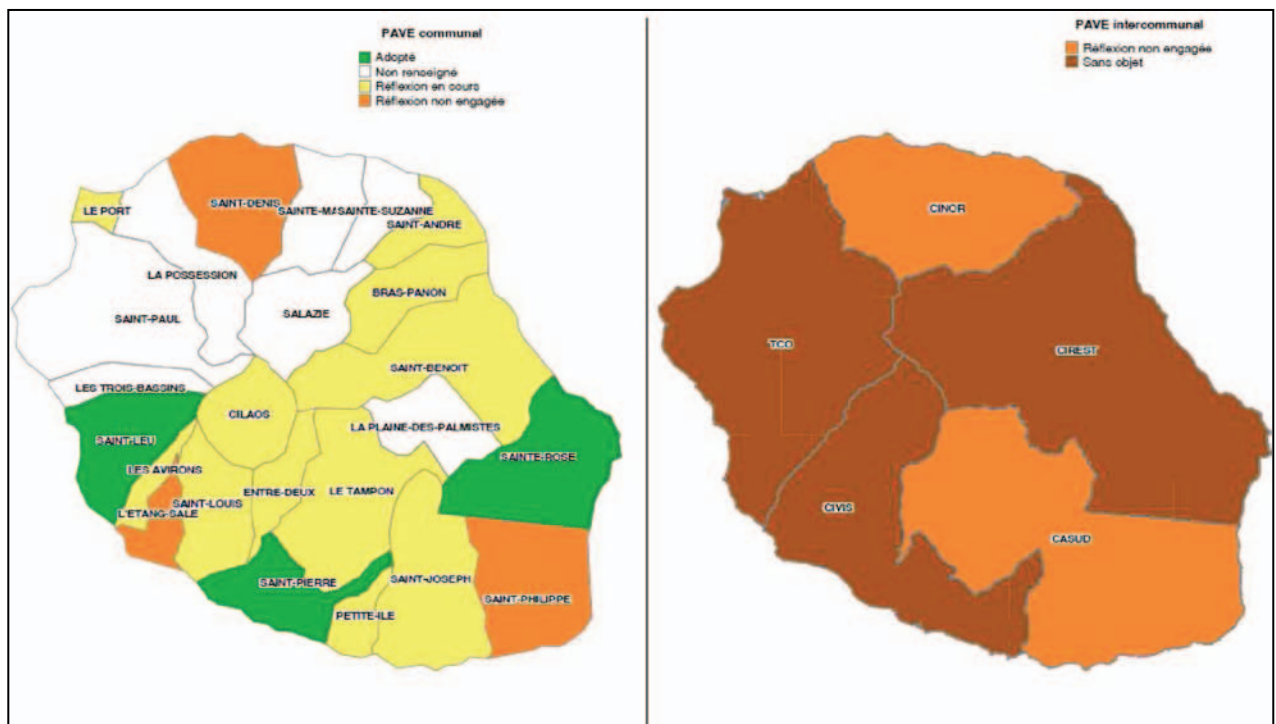 PAVE communal
Adopté
Non renseigné
Réflexion en cours
Réflexion non engagée
SAINT-DENIS
LE PORT
SAINTE-MA
SAINTE-SUZANNE
SAINT-ANDRE
LA POSSESSION
BRAS-PANON
SAINT-PAUL
SALAZIE
SAINT-BENOIT
LES TROIS-BASSINS
CILAOS
LA PLAINE-DES-PALMISTES
SAINT-LEU
SAINTE-ROSE
LES AVIRONS
ENTRE-DEUX
LE TAMPON
SAINT-LOUIS
L'ETANG-SALE
SAINT-PIERRE
SAINT-JOSEPH
SAINT-PHILIPPE
PETITE-ILE
PAVE intercommunal
Réflexion non engagée
Sans objet
CINOR
TCO
CIREST
CIVIS
CASUD